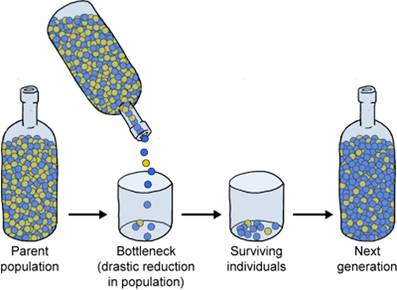 Parent
population
Bottleneck
(drastic reduction
in population)
Surviving
individuals
Next
generation